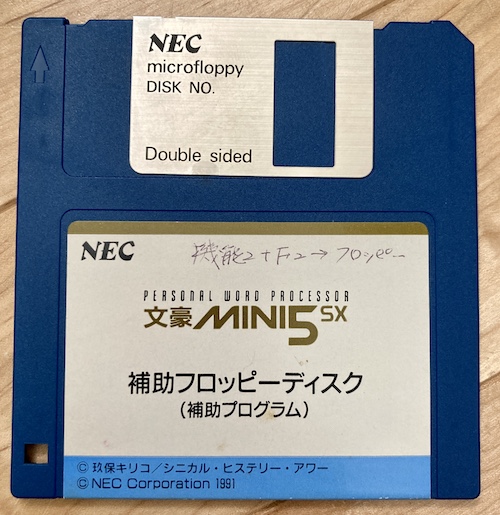 NEC
microfloppy
DISK NO.
Double sided
NEC
機能2+F2→フロッピー
PERSONAL WORD PROCESSOR
文豪MINI5SX
補助フロッピーディスク
(補助プログラム)
© 玖保キリコ/シニカル・ヒステリー・アワー
© NEC Corporation 1991